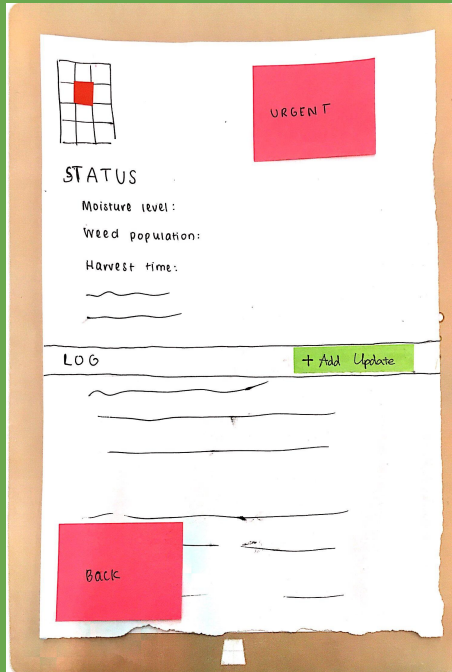 URGENT
STATUS
Moisture level:
Weed population:
Harvest time:
LOG
+ Add Update
Back